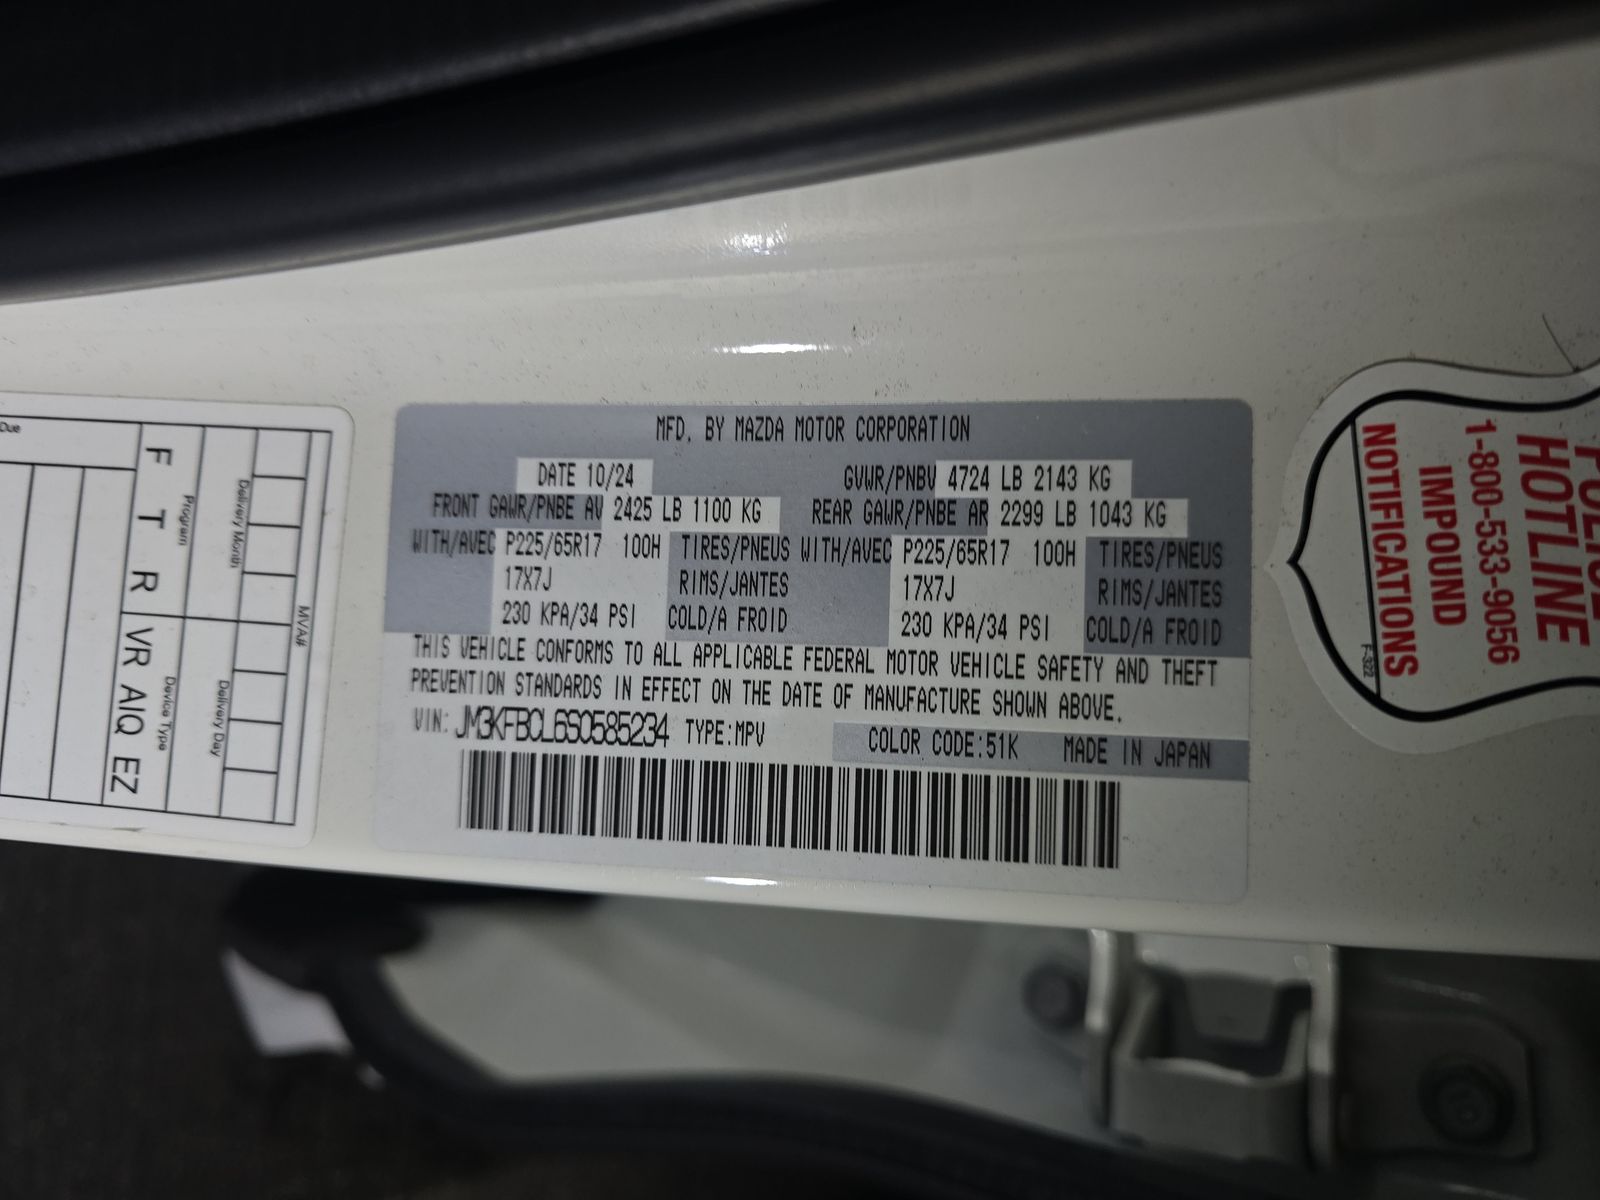 MFD. BY MAZDA MOTOR CORPORATION
DATE 10/24 GVWR/PNBV 4724 LB 2143 KG
FRONT GAWR/PNBE AV 2425 LB 1100 KG REAR GAWR/PNBE AR 2299 LB 1043 KG
WITH/AVEC P225/65R17 100H TIRES/PNEUS WITH/AVEC P225/65R17 100H TIRES/PNEUS
17X7J RIMS/JANTES 17X7J RIMS/JANTES
230 KPA/34 PSI COLD/A FROID 230 KPA/34 PSI COLD/A FROID
THIS VEHICLE CONFORMS TO ALL APPLICABLE FEDERAL MOTOR VEHICLE SAFETY AND THEFT
PREVENTION STANDARDS IN EFFECT ON THE DATE OF MANUFACTURE SHOWN ABOVE.
VIN: JM3KFBCL6S0585234 TYPE:MPV COLOR CODE:51K MADE IN JAPAN
MVA#
Delivery Month Delivery Day
Program Device Type
F T R VR AIQ EZ
Due
POLICE
HOTLINE
1-800-533-9056
IMPOUND
NOTIFICATIONS
F-322